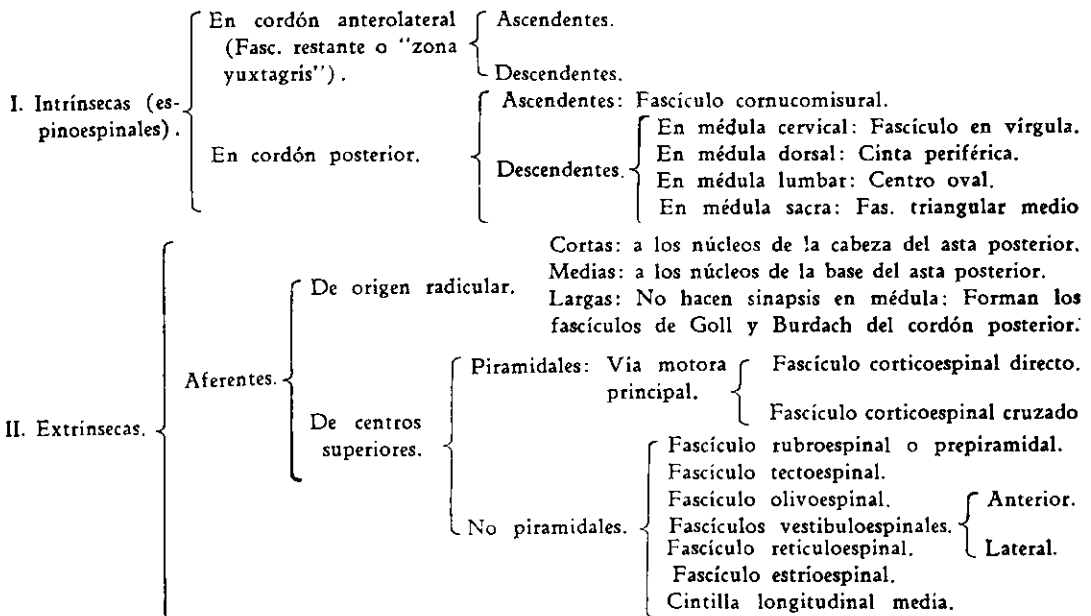 En cordón anterolateral
(Fasc. restante o "zona
yuxtagris").
Ascendentes.
Descendentes.
I. Intrínsecas (es-
pinoespinales).
En cordón posterior.
Ascendentes: Fascículo cornucomisural.
Descendentes.
En médula cervical: Fascículo en vírgula.
En médula dorsal: Cinta periférica.
En médula lumbar: Centro oval.
En médula sacra: Fas. triangular medio
II. Extrínsecas.
Aferentes.
De origen radicular.
Cortas: a los núcleos de la cabeza del asta posterior.
Medias: a los núcleos de la base del asta posterior.
Largas: No hacen sinapsis en médula: Forman los
fascículos de Goll y Burdach del cordón posterior.
De centros
superiores.
Piramidales: Vía motora
principal.
Fascículo corticoespinal directo.
Fascículo corticoespinal cruzado
No piramidales.
Fascículo rubroespinal o prepiramidal.
Fascículo tectoespinal.
Fascículo olivoespinal.
Fascículos vestibuloespinales.
Anterior.
Lateral.
Fascículo reticuloespinal.
Fascículo estrioespinal.
Cintilla longitudinal media.